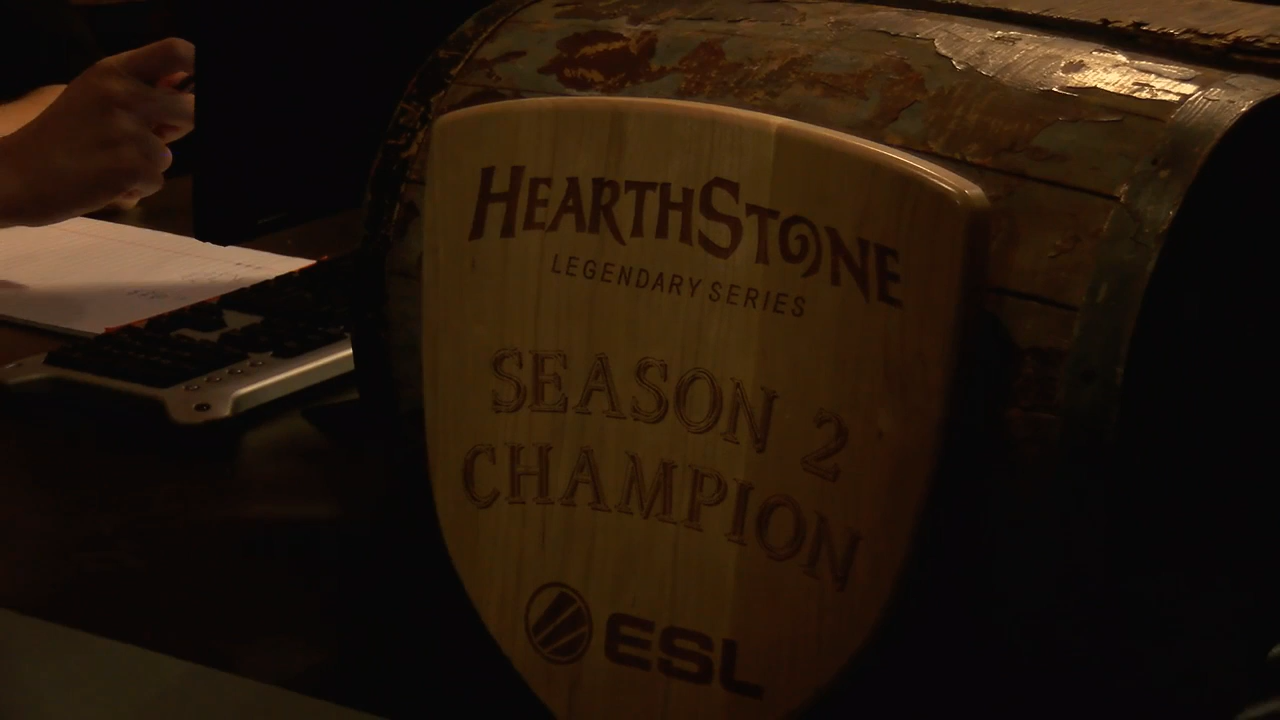 HEARTHSTONE
LEGENDARY SERIES
SEASON 2
CHAMPION
ESL